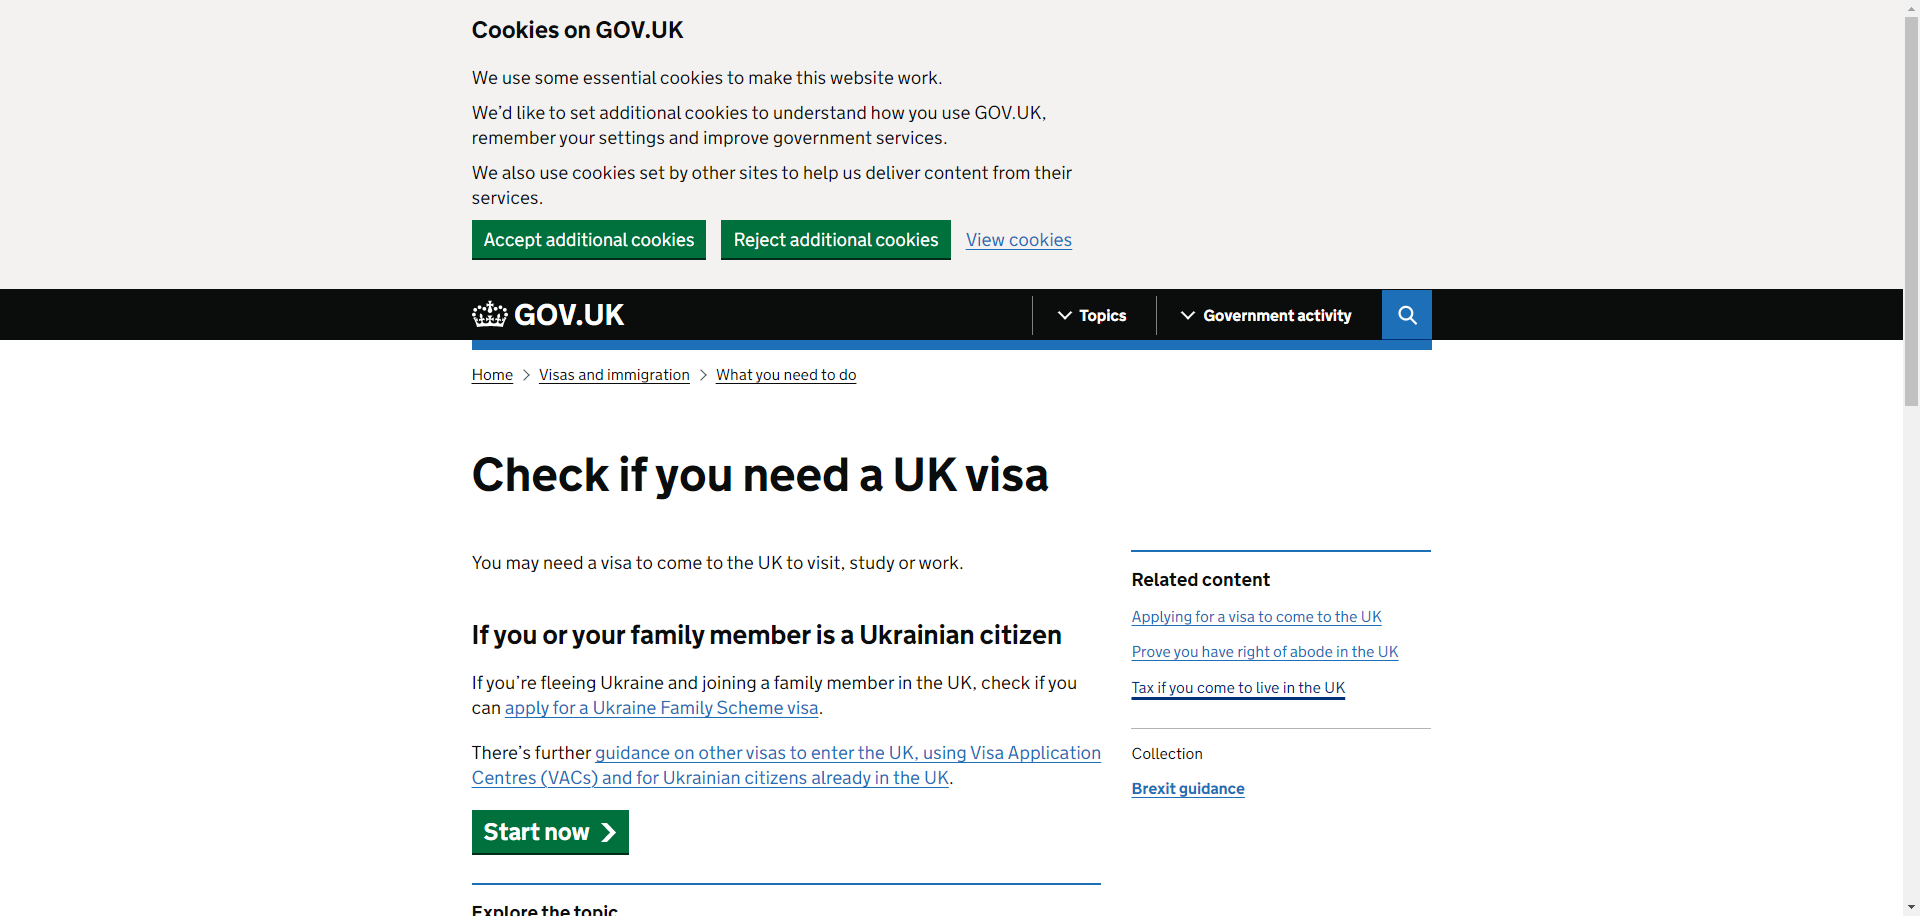 Cookies on GOV.UK
We use some essential cookies to make this website work.
We’d like to set additional cookies to understand how you use GOV.UK,
remember your settings and improve government services.
We also use cookies set by other sites to help us deliver content from their
services.
Accept additional cookies
Reject additional cookies
View cookies
GOV.UK
Topics
Government activity
Home
Visas and immigration
What you need to do
Check if you need a UK visa
You may need a visa to come to the UK to visit, study or work.
If you or your family member is a Ukrainian citizen
If you’re fleeing Ukraine and joining a family member in the UK, check if you
can apply for a Ukraine Family Scheme visa.
There’s further guidance on other visas to enter the UK, using Visa Application
Centres (VACs) and for Ukrainian citizens already in the UK.
Start now
Explore the topic
Related content
Applying for a visa to come to the UK
Prove you have right of abode in the UK
Tax if you come to live in the UK
Collection
Brexit guidance